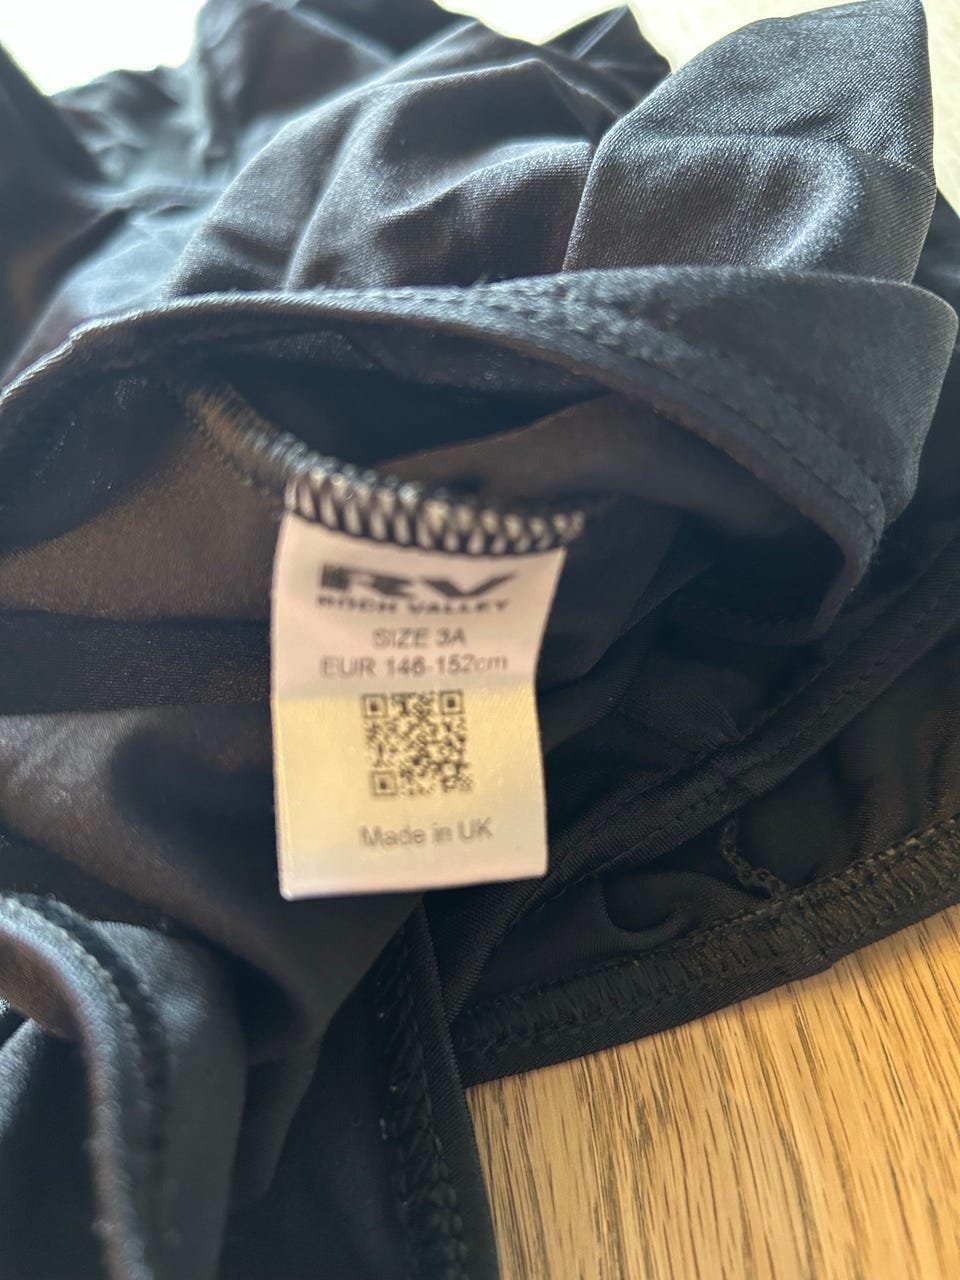 RV
ROCH VALLEY
SIZE 3A
EUR 146-152cm
Made in UK